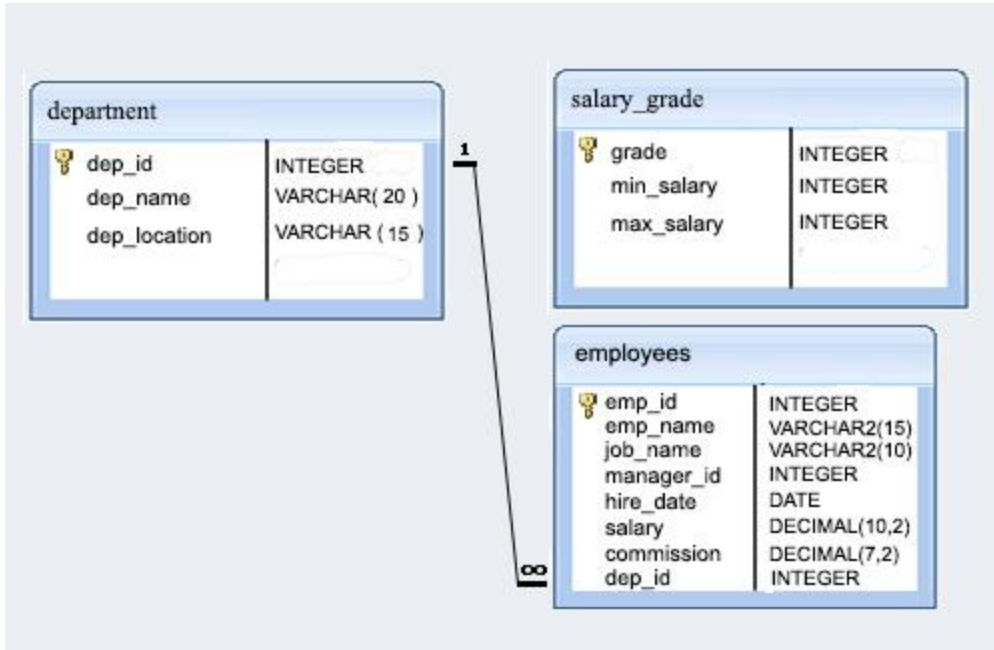 departnent
dep_id INTEGER
dep_name VARCHAR( 20 )
dep_location VARCHAR ( 15 )
1
salary_grade
grade INTEGER
min_salary INTEGER
max_salary INTEGER
employees
emp_id INTEGER
emp_name VARCHAR2(15)
job_name VARCHAR2(10)
manager_id INTEGER
hire_date DATE
salary DECIMAL(10,2)
commission DECIMAL(7,2)
dep_id INTEGER
∞